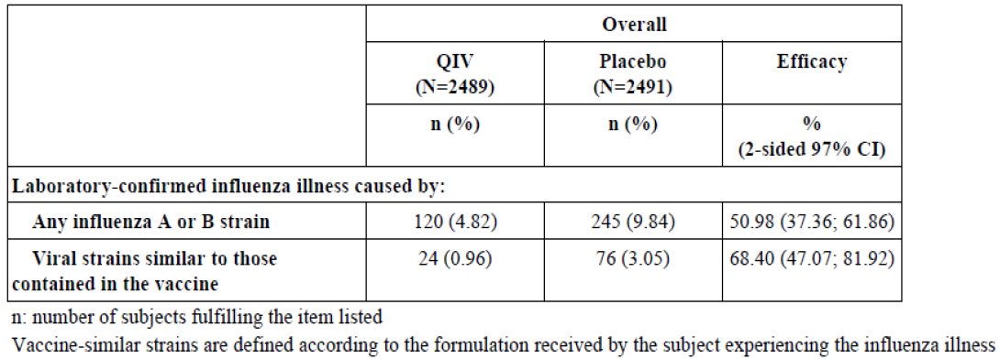 Overall
QIV
(N=2489)
Placebo
(N=2491)
Efficacy
n (%)
n (%)
%
(2-sided 97% CI)
Laboratory-confirmed influenza illness caused by:
Any influenza A or B strain
120 (4.82)
245 (9.84)
50.98 (37.36; 61.86)
Viral strains similar to those
contained in the vaccine
24 (0.96)
76 (3.05)
68.40 (47.07; 81.92)
n: number of subjects fulfilling the item listed
Vaccine-similar strains are defined according to the formulation received by the subject experiencing the influenza illness.